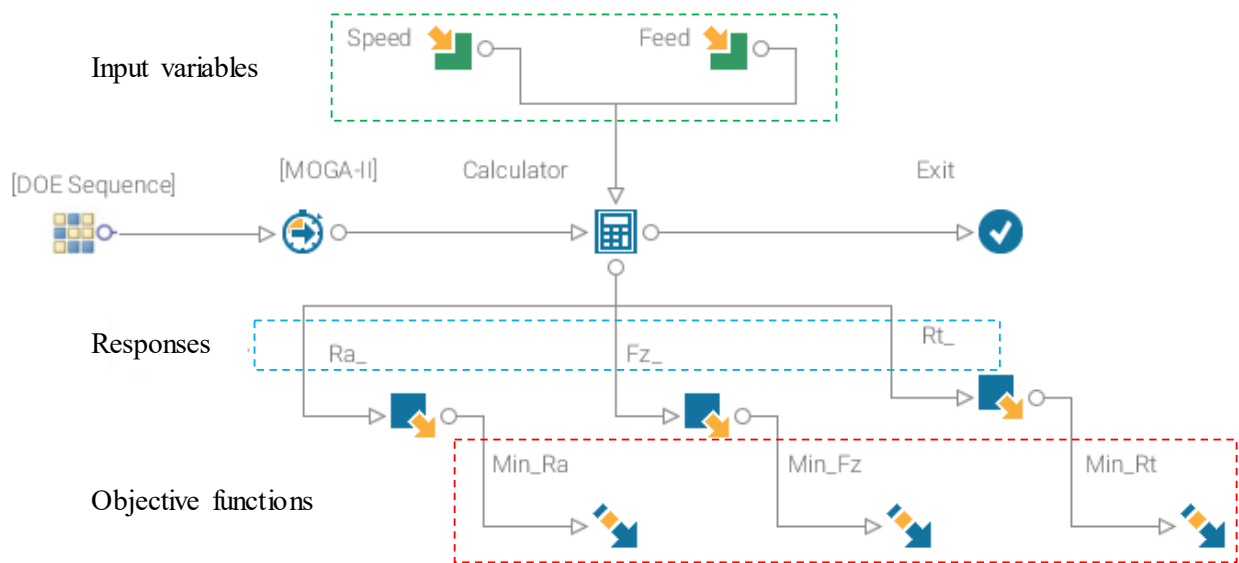 Speed
Feed
Input variables
[DOE Sequence]
[MOGA-II]
Calculator
Exit
Responses
Ra_
Fz_
Rt_
Min_Ra
Min_Fz
Min_Rt
Objective functions